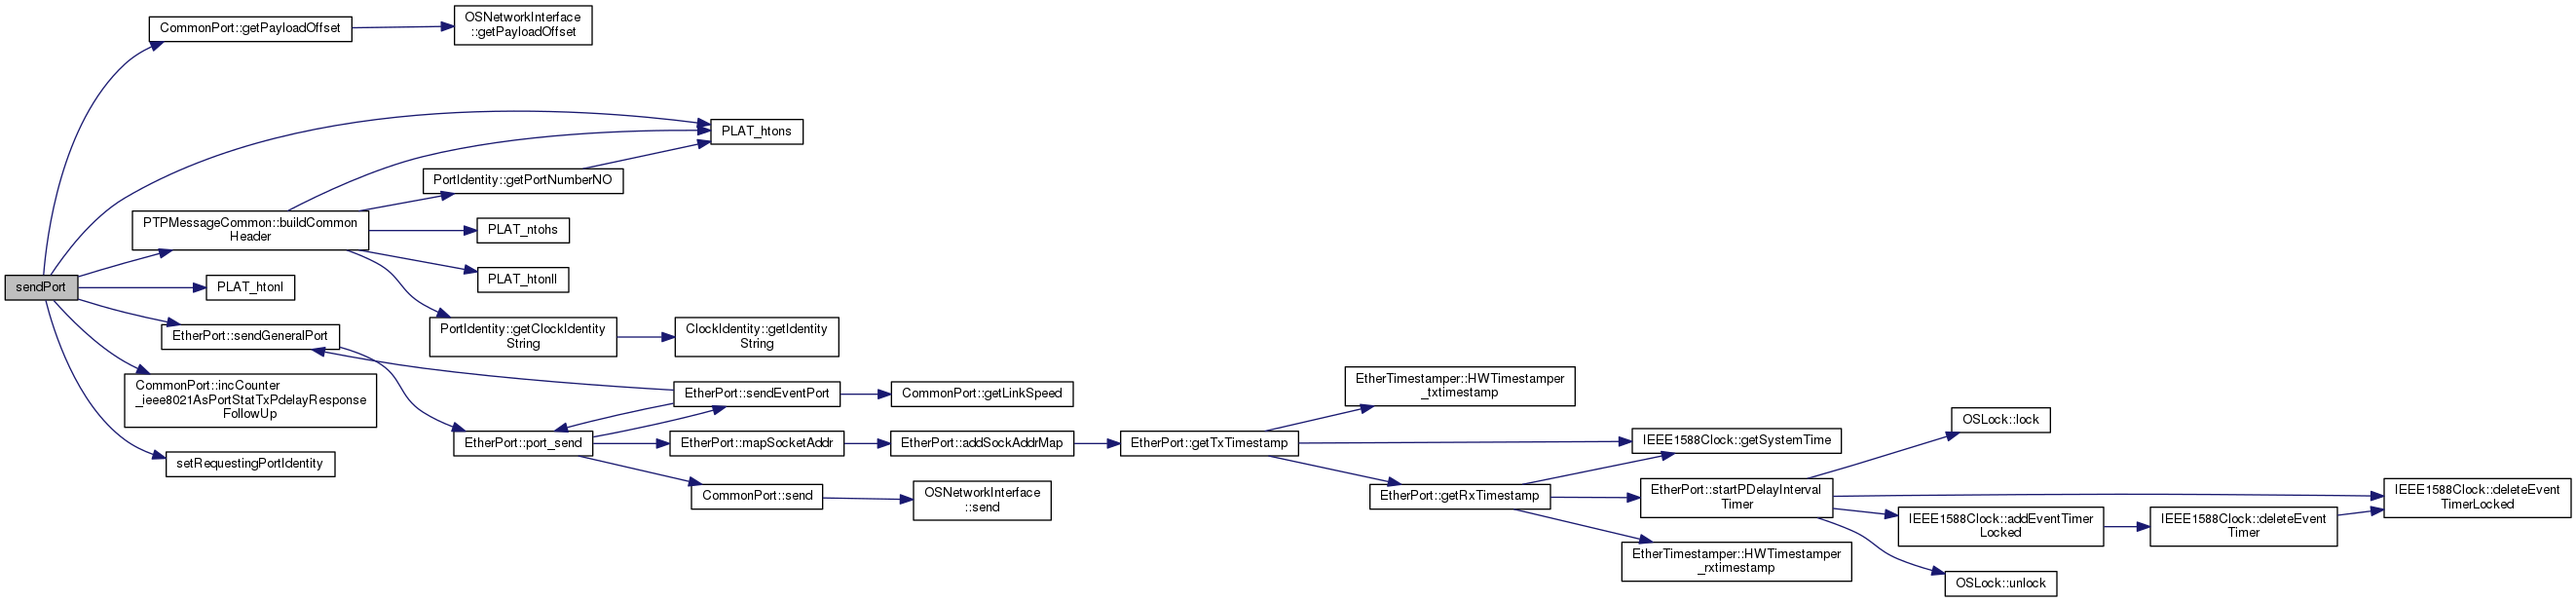 CommonPort::getPayloadOffset
OSNetworkInterface
::getPayloadOffset
PLAT_htons
PortIdentity::getPortNumberNO
PTPMessageCommon::buildCommon
Header
PLAT_ntohs
PLAT_htonll
sendPort
PLAT_htonl
EtherPort::sendGeneralPort
PortIdentity::getClockIdentity
String
ClockIdentity::getIdentity
String
CommonPort::incCounter
_ieee8021AsPortStatTxPdelayResponse
FollowUp
EtherPort::sendEventPort
CommonPort::getLinkSpeed
EtherTimestamper::HWTimestamper
_txtimestamp
OSLock::lock
setRequestingPortIdentity
EtherPort::port_send
EtherPort::mapSocketAddr
EtherPort::addSockAddrMap
EtherPort::getTxTimestamp
IEEE1588Clock::getSystemTime
CommonPort::send
OSNetworkInterface
::send
EtherPort::getRxTimestamp
EtherPort::startPDelayInterval
Timer
IEEE1588Clock::deleteEvent
TimerLocked
IEEE1588Clock::addEventTimer
Locked
IEEE1588Clock::deleteEvent
Timer
EtherTimestamper::HWTimestamper
_rxtimestamp
OSLock::unlock